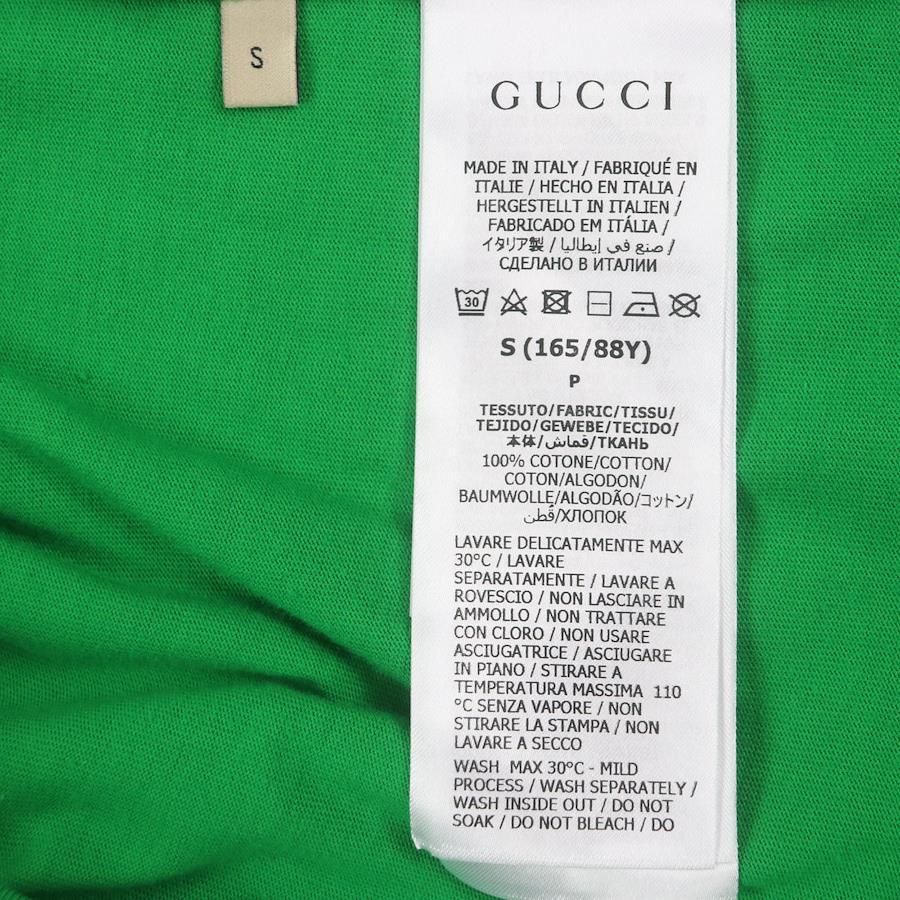 S
GUCCI
MADE IN ITALY / FABRIQUÉ EN
ITALIE / HECHO EN ITALIA /
HERGESTELLT IN ITALIEN /
FABRICADO EM ITÁLIA /
イタリア製 / صنع في إيطاليا /
СДЕЛАНО В ИТАЛИИ
30
S (165/88Y)
P
TESSUTO/FABRIC/TISSU/
TEJIDO/GEWEBE/TECIDO/
本体/قماش/ТКАНЬ
100% COTONE/COTTON/
COTON/ALGODON/
BAUMWOLLE/ALGODÃO/コットン/
قُطن/ХЛОПОК
LAVARE DELICATAMENTE MAX
30°C / LAVARE
SEPARATAMENTE / LAVARE A
ROVESCIO / NON LASCIARE IN
AMMOLLO / NON TRATTARE
CON CLORO / NON USARE
ASCIUGATRICE / ASCIUGARE
IN PIANO / STIRARE A
TEMPERATURA MASSIMA 110
°C SENZA VAPORE / NON
STIRARE LA STAMPA / NON
LAVARE A SECCO
WASH MAX 30°C - MILD
PROCESS / WASH SEPARATELY /
WASH INSIDE OUT / DO NOT
SOAK / DO NOT BLEACH / DO